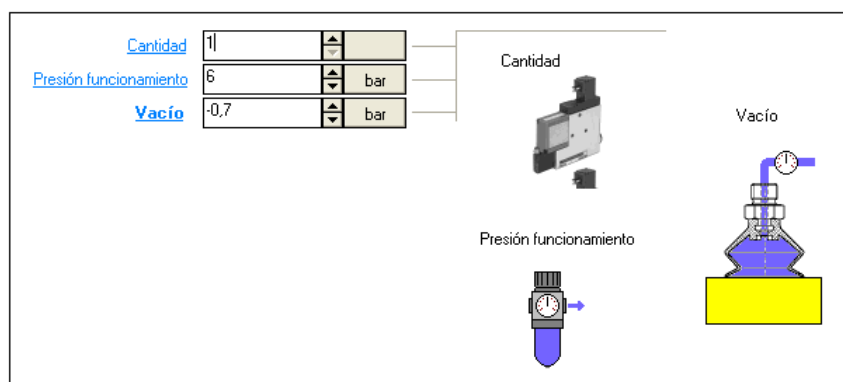 Cantidad 1
Presión funcionamiento 6 bar
Vacío -0,7 bar
Cantidad
Vacío
Presión funcionamiento